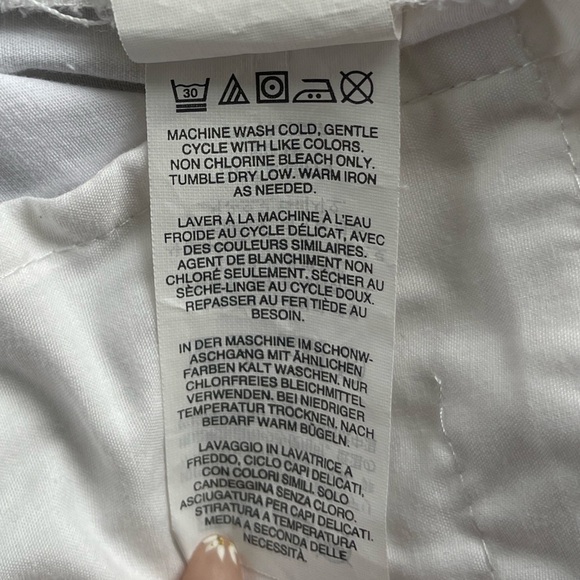 30
MACHINE WASH COLD, GENTLE
CYCLE WITH LIKE COLORS.
NON CHLORINE BLEACH ONLY.
TUMBLE DRY LOW. WARM IRON
AS NEEDED.
LAVER À LA MACHINE À L'EAU
FROIDE AU CYCLE DÉLICAT, AVEC
DES COULEURS SIMILAIRES.
AGENT DE BLANCHIMENT NON
CHLORÉ SEULEMENT. SÉCHER AU
SÈCHE-LINGE AU CYCLE DOUX.
REPASSER AU FER TIÈDE AU
BESOIN.
IN DER MASCHINE IM SCHONW-
ASCHGANG MIT ÄHNLICHEN
FARBEN KALT WASCHEN. NUR
CHLORFREIES BLEICHMITTEL
VERWENDEN. BEI NIEDRIGER
TEMPERATUR TROCKNEN. NACH
BEDARF WARM BÜGELN.
LAVAGGIO IN LAVATRICE A
FREDDO, CICLO CAPI DELICATI,
CON COLORI SIMILI. SOLO
CANDEGGINA SENZA CLORO.
ASCIUGATURA PER CAPI DELICATI.
STIRATURA A TEMPERATURA
MEDIA A SECONDA DELLE
NECESSITÀ.